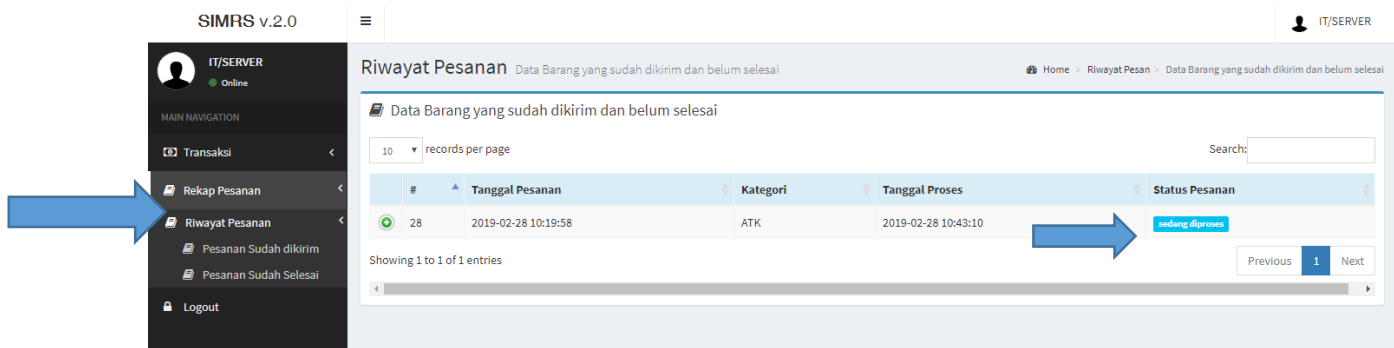 SIMRS v.2.0
IT/SERVER
IT/SERVER
Online
MAIN NAVIGATION
Transaksi
Rekap Pesanan
Riwayat Pesanan
Pesanan Sudah dikirim
Pesanan Sudah Selesai
Logout
Riwayat Pesanan Data Barang yang sudah dikirim dan belum selesai
Home > Riwayat Pesan > Data Barang yang sudah dikirim dan belum selesai
Data Barang yang sudah dikirim dan belum selesai
10 records per page
Search:
# Tanggal Pesanan Kategori Tanggal Proses Status Pesanan
28 2019-02-28 10:19:58 ATK 2019-02-28 10:43:10 sedang diproses
Showing 1 to 1 of 1 entries
Previous 1 Next